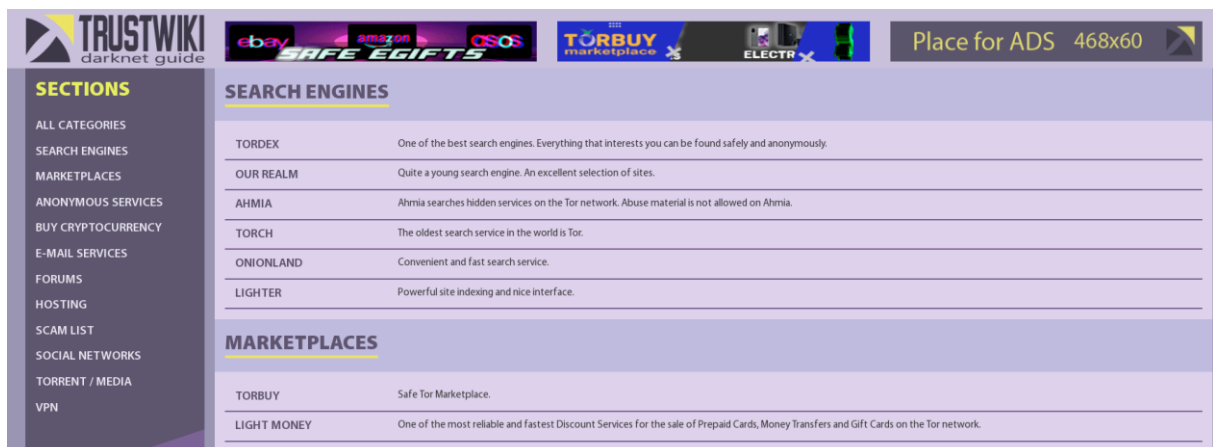 TRUSTWIKI
darknet guide
ebay amazon asos
SAFE EGIFTS
TORBUY
marketplace
ELECTR
Place for ADS 468x60
SECTIONS
ALL CATEGORIES
SEARCH ENGINES
MARKETPLACES
ANONYMOUS SERVICES
BUY CRYPTOCURRENCY
E-MAIL SERVICES
FORUMS
HOSTING
SCAM LIST
SOCIAL NETWORKS
TORRENT / MEDIA
VPN
SEARCH ENGINES
TORDEX One of the best search engines. Everything that interests you can be found safely and anonymously.
OUR REALM Quite a young search engine. An excellent selection of sites.
AHMIA Ahmia searches hidden services on the Tor network. Abuse material is not allowed on Ahmia.
TORCH The oldest search service in the world is Tor.
ONIONLAND Convenient and fast search service.
LIGHTER Powerful site indexing and nice interface.
MARKETPLACES
TORBUY Safe Tor Marketplace.
LIGHT MONEY One of the most reliable and fastest Discount Services for the sale of Prepaid Cards, Money Transfers and Gift Cards on the Tor network.